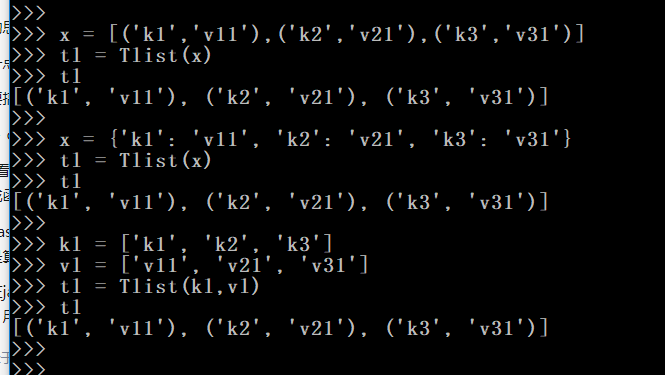 >>>
>>> x = [('k1','v11'),('k2','v21'),('k3','v31')]
>>> tl = Tlist(x)
>>> tl
[('k1', 'v11'), ('k2', 'v21'), ('k3', 'v31')]
>>>
>>> x = {'k1': 'v11', 'k2': 'v21', 'k3': 'v31'}
>>> tl = Tlist(x)
>>> tl
[('k1', 'v11'), ('k2', 'v21'), ('k3', 'v31')]
>>>
>>> kl = ['k1', 'k2', 'k3']
>>> vl = ['v11', 'v21', 'v31']
>>> tl = Tlist(kl,vl)
>>> tl
[('k1', 'v11'), ('k2', 'v21'), ('k3', 'v31')]
>>>
>>>